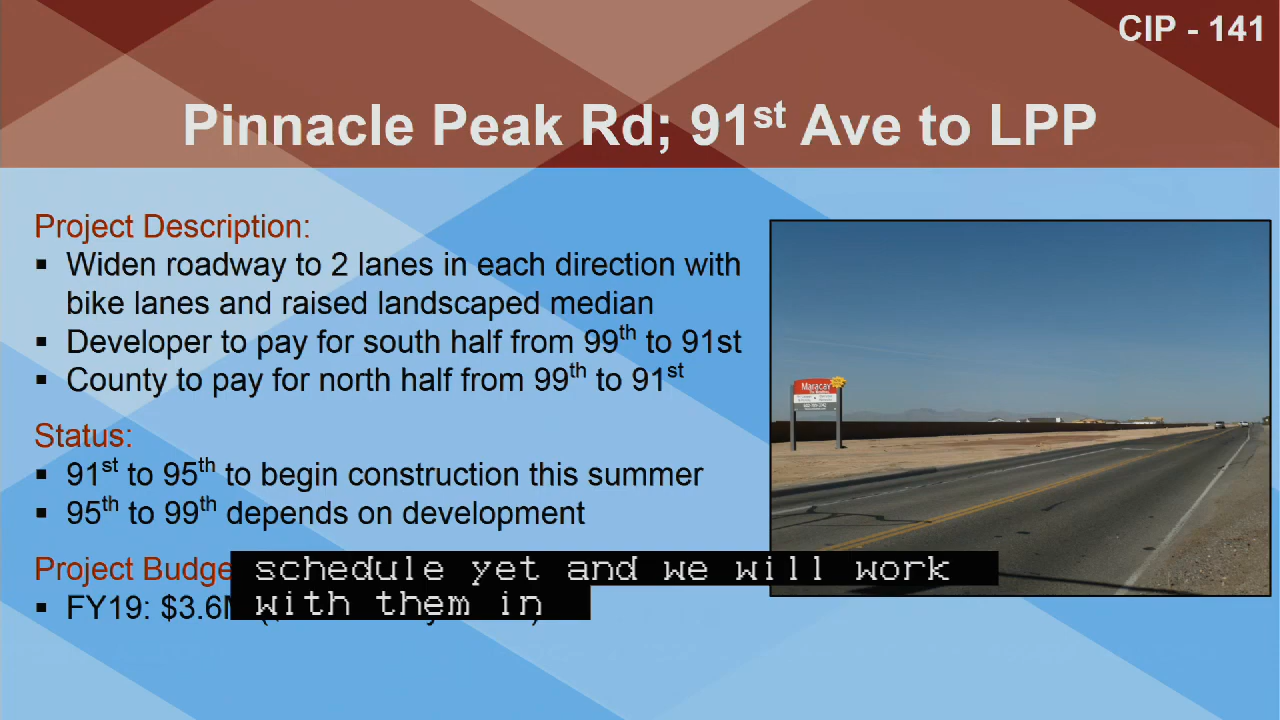 CIP - 141
Pinnacle Peak Rd; 91st Ave to LPP
Project Description:
▪ Widen roadway to 2 lanes in each direction with
bike lanes and raised landscaped median
▪ Developer to pay for south half from 99th to 91st
▪ County to pay for north half from 99th to 91st
Status:
▪ 91st to 95th to begin construction this summer
▪ 95th to 99th depends on development
Project
▪ FY19:
schedule yet and we will work
with them in
Maracay